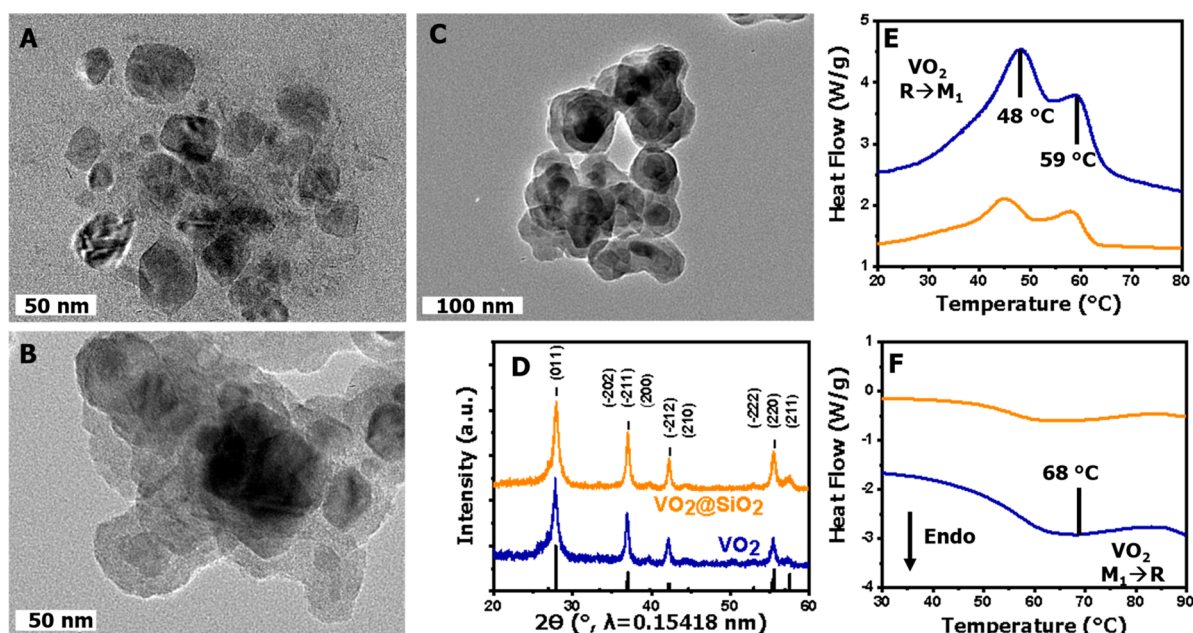 A
50 nm
B
50 nm
C
100 nm
D
Intensity (a.u.)
(011)
(-202)
(-211)
(200)
(-212)
(210)
(-222)
(220)
(211)
VO2@SiO2
VO2
20 30 40 50 60
2Θ (°, λ=0.15418 nm)
E
Heat Flow (W/g)
5
4
3
2
1
VO2
R→M1
48 °C
59 °C
20 30 40 50 60 70 80
Temperature (°C)
F
Heat Flow (W/g)
1
0
-1
-2
-3
-4
68 °C
Endo
VO2
M1→R
30 40 50 60 70 80 90
Temperature (°C)